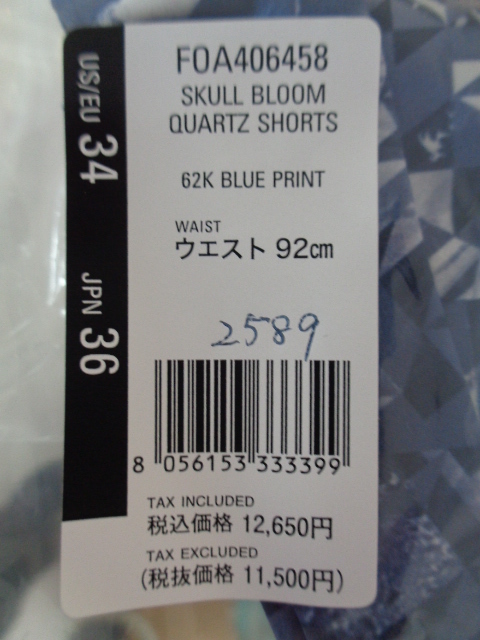 US/EU 34
JPN 36
FOA406458
SKULL BLOOM
QUARTZ SHORTS
62K BLUE PRINT
WAIST
ウエスト 92cm
2589
8 056153 333399
TAX INCLUDED
税込価格 12,650円
TAX EXCLUDED
(税抜価格 11,500円)